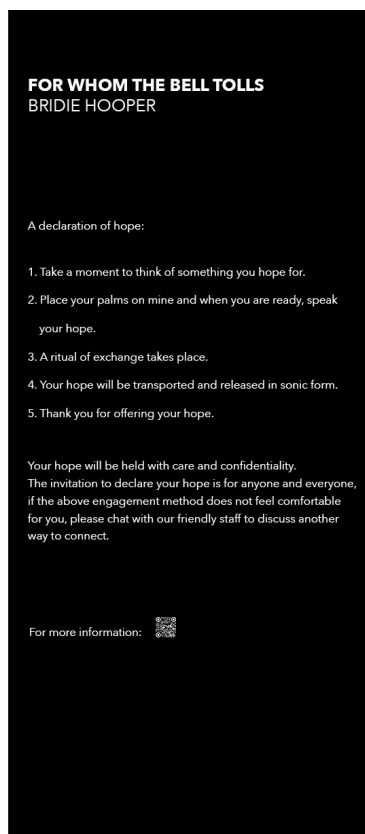 FOR WHOM THE BELL TOLLS
BRIDIE HOOPER
A declaration of hope:
1. Take a moment to think of something you hope for.
2. Place your palms on mine and when you are ready, speak
your hope.
3. A ritual of exchange takes place.
4. Your hope will be transported and released in sonic form.
5. Thank you for offering your hope.
Your hope will be held with care and confidentiality.
The invitation to declare your hope is for anyone and everyone,
if the above engagement method does not feel comfortable
for you, please chat with our friendly staff to discuss another
way to connect.
For more information: